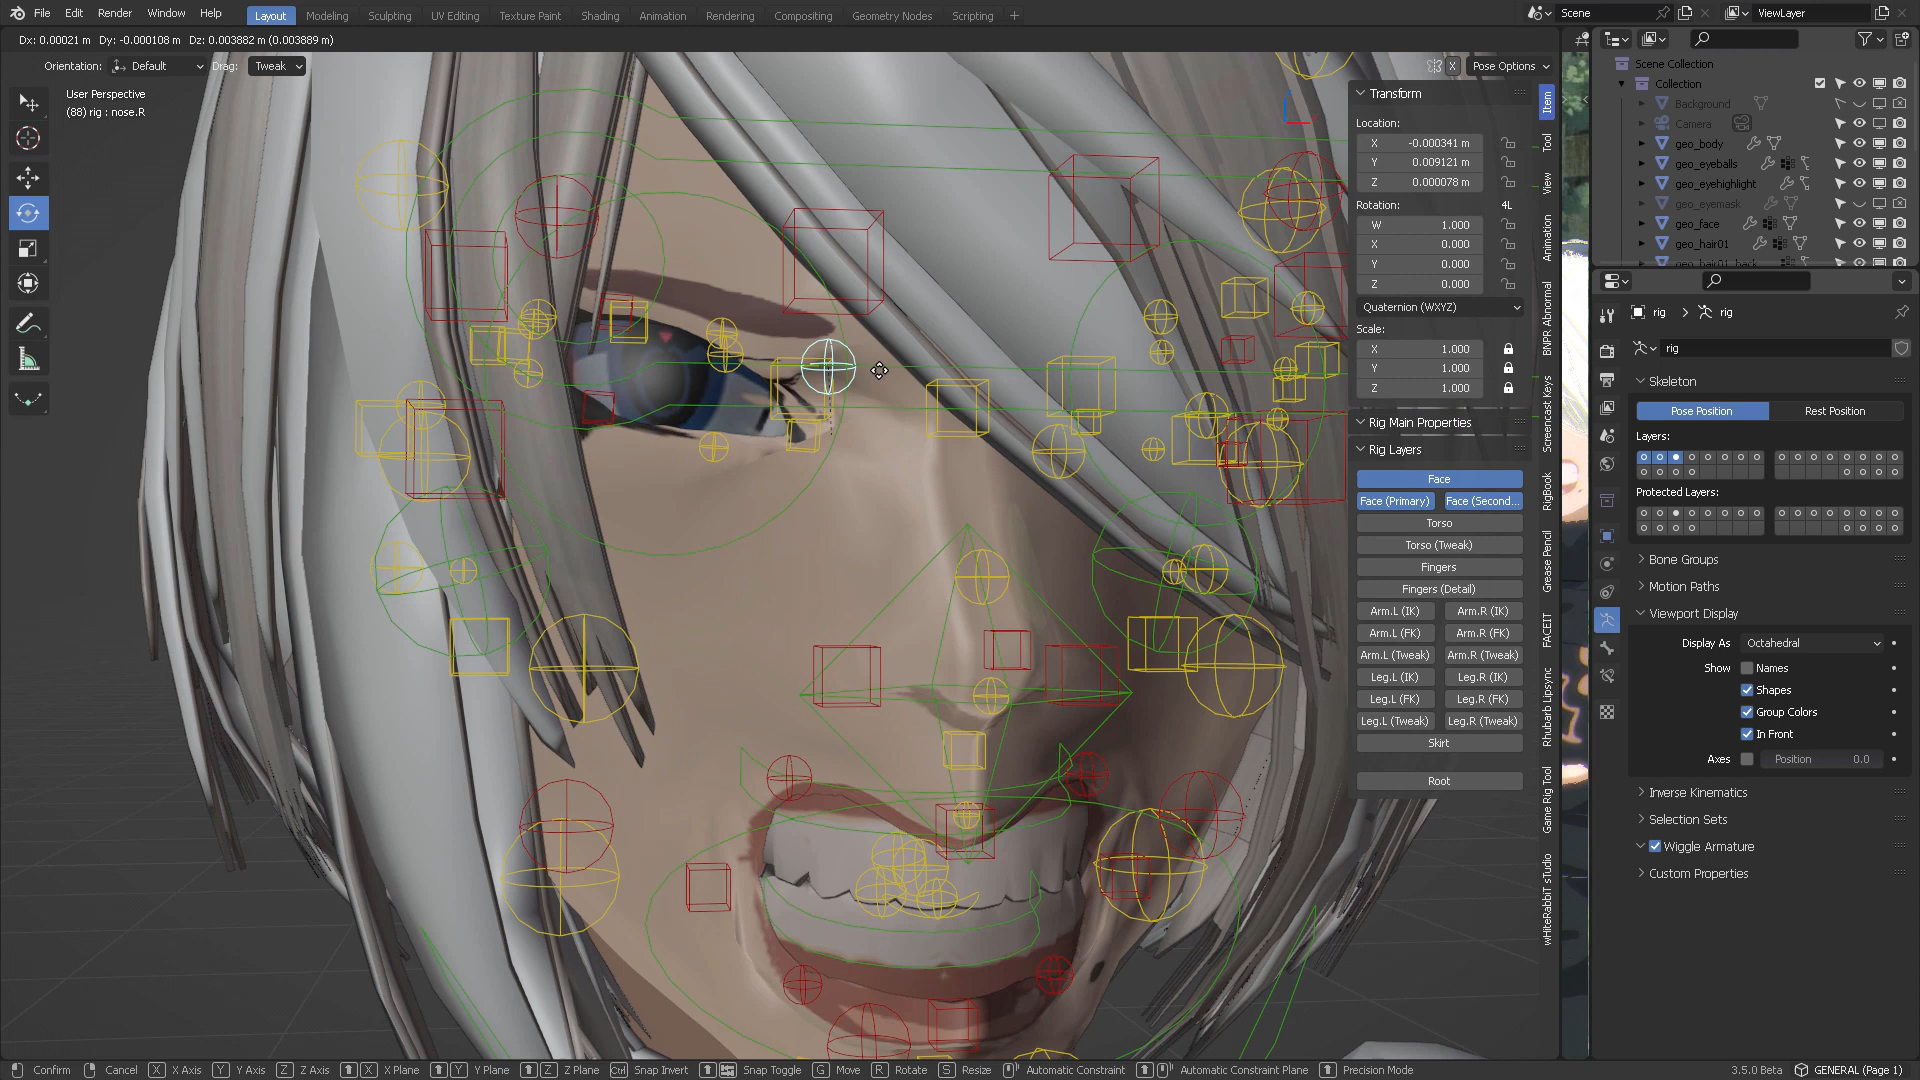 File Edit Render Window Help Layout Modeling Sculpting UV Editing Texture Paint Shading Animation Rendering Compositing Geometry Nodes Scripting Scene ViewLayer
Dx: 0.00021 m Dy: -0.000108 m Dz: 0.003882 m (0.003889 m)
Orientation: Default Drag: Tweak X Pose Options
User Perspective
(88) rig : nose.R
Transform
Location:
X -0.000341 m
Y 0.009121 m
Z 0.000078 m
Rotation: 4L
W 1.000
X 0.000
Y 0.000
Z 0.000
Quaternion (WXYZ)
Scale:
X 1.000
Y 1.000
Z 1.000
Rig Main Properties
Rig Layers
Face
Face (Primary) Face (Second...
Torso
Torso (Tweak)
Fingers
Fingers (Detail)
Arm.L (IK) Arm.R (IK)
Arm.L (FK) Arm.R (FK)
Arm.L (Tweak) Arm.R (Tweak)
Leg.L (IK) Leg.R (IK)
Leg.L (FK) Leg.R (FK)
Leg.L (Tweak) Leg.R (Tweak)
Skirt
Root
Item
Tool
View
Animation
BNPR Abnormal
Screencast Keys
RigBook
Grease Pencil
FACEIT
Rhubarb Lipsync
Game Rig Tool
wHiteRabbiT sTudio
Scene Collection
Collection
Background
Camera
geo_body
geo_eyeballs
geo_eyehighlight
geo_eyemask
geo_face
geo_hair01
geo_hair01_back
rig rig
rig
Skeleton
Pose Position Rest Position
Layers:
Protected Layers:
Bone Groups
Motion Paths
Viewport Display
Display As Octahedral
Show Names
Shapes
Group Colors
In Front
Axes Position 0.0
Inverse Kinematics
Selection Sets
Wiggle Armature
Custom Properties
Confirm Cancel X X Axis Y Y Axis Z Z Axis X X Plane Y Y Plane Z Z Plane Ctrl Snap Invert Snap Toggle G Move R Rotate S Resize Automatic Constraint Automatic Constraint Plane Precision Mode 3.5.0 Beta GENERAL (Page 1)